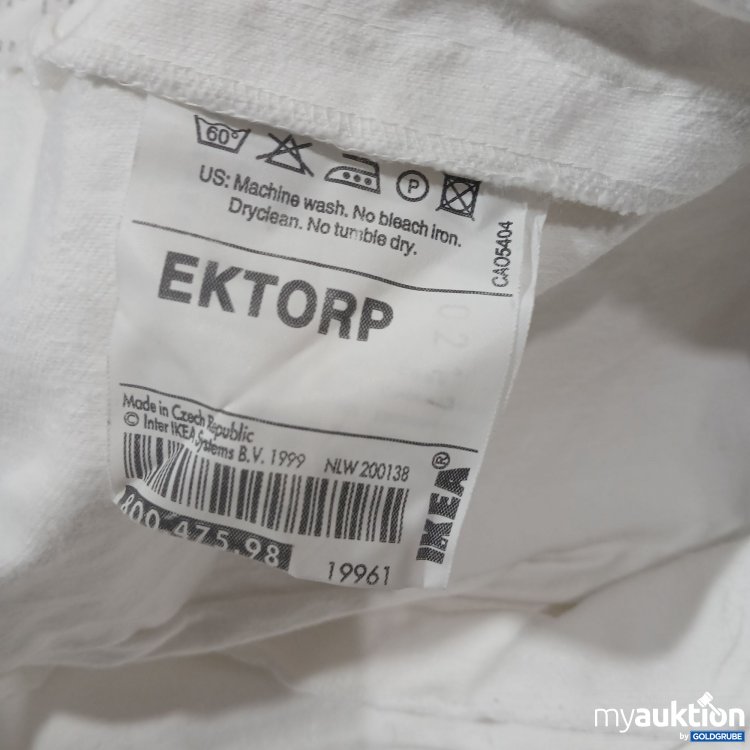 60°
P
US: Machine wash. No bleach iron.
Dryclean. No tumble dry.
CA05404
EKTORP
Made in Czech Republic
© Inter IKEA Systems B.V. 1999 NLW 200138
IKEA®
800.475.98
19961
myauktion
by GOLDGRUBE